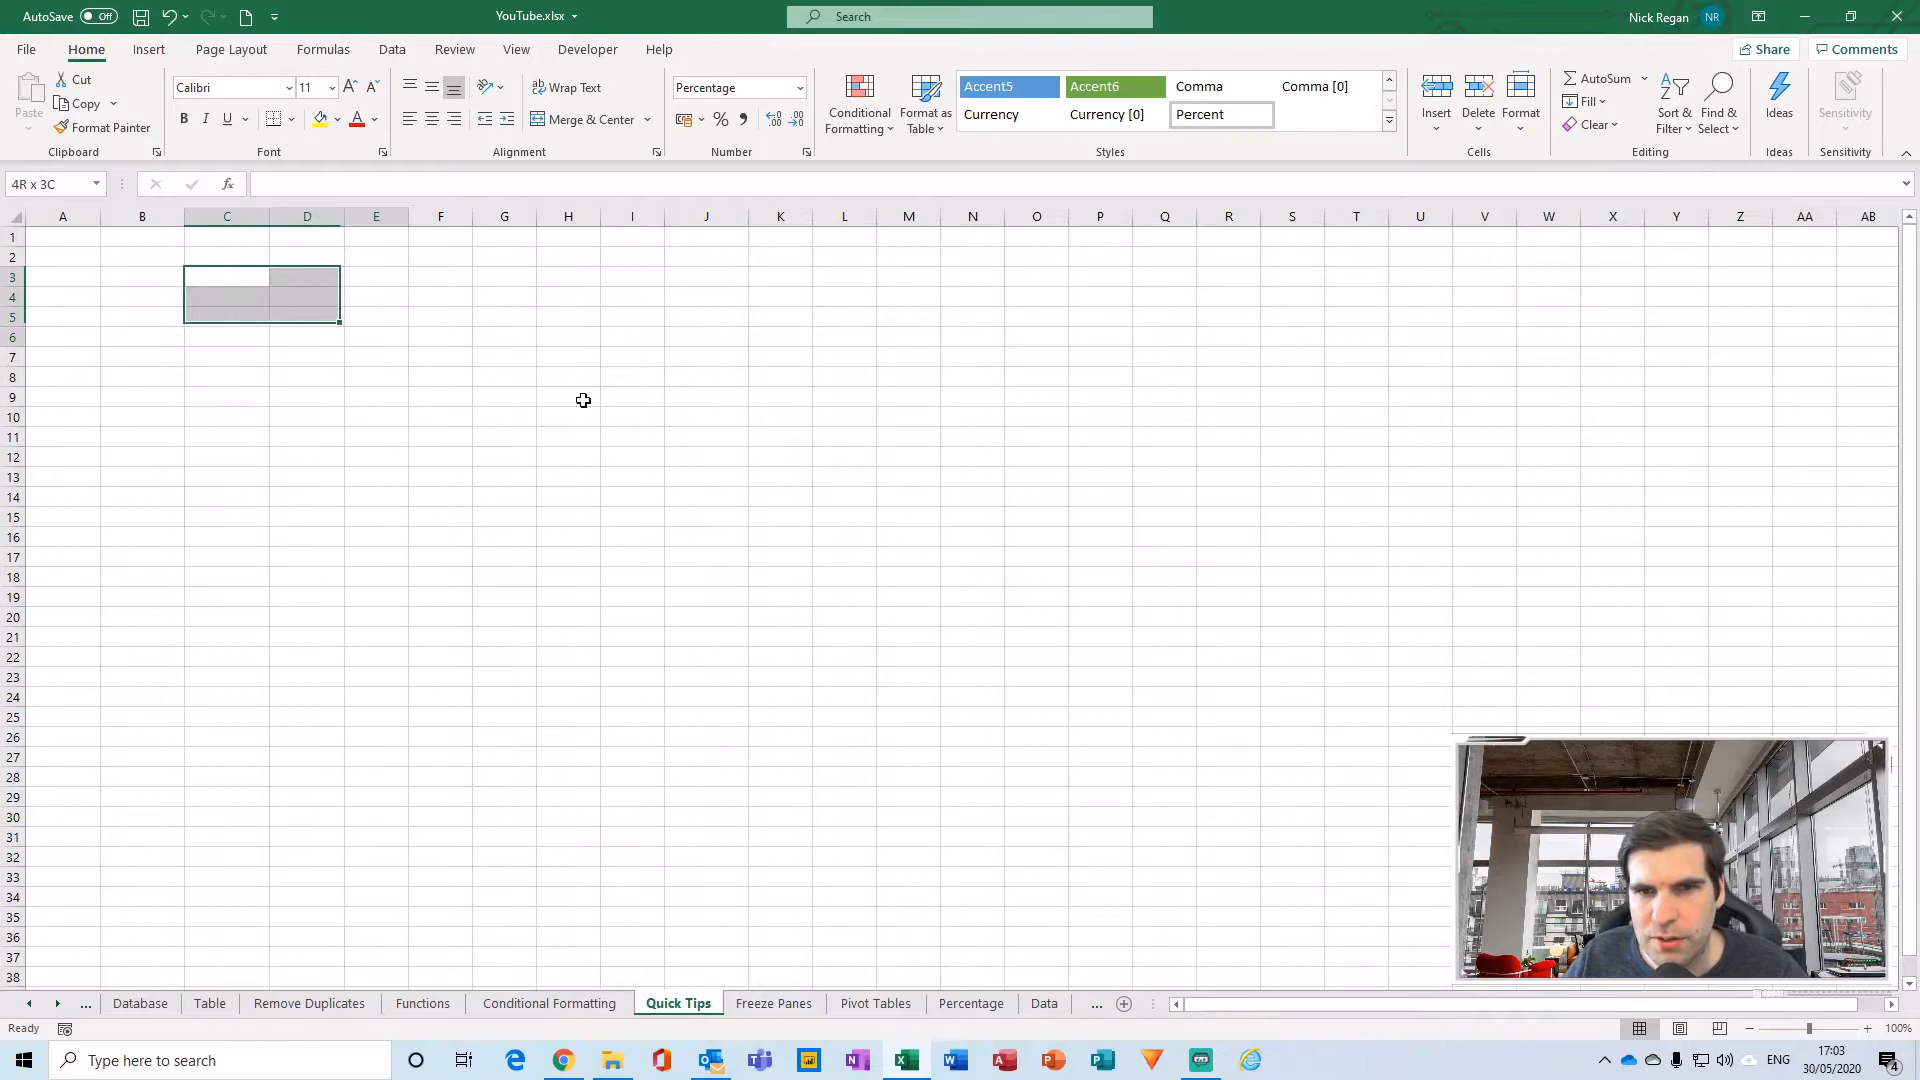 AutoSave Off YouTube.xlsx Search Nick Regan NR
File Home Insert Page Layout Formulas Data Review View Developer Help Share Comments
Paste Cut Copy Format Painter Clipboard
Calibri 11 B I U A Font
Wrap Text Merge & Center Alignment
Percentage % Number
Conditional Formatting Format as Table
Accent5 Accent6 Comma Comma [0]
Currency Currency [0] Percent
Styles
Insert Delete Format Cells
AutoSum Fill Clear Sort & Filter Find & Select Editing
Ideas Ideas
Sensitivity Sensitivity
4R x 3C fx
A B C D E F G H I J K L M N O P Q R S T U V W X Y Z AA AB
1
2
3
4
5
6
7
8
9
10
11
12
13
14
15
16
17
18
19
20
21
22
23
24
25
26
27
28
29
30
31
32
33
34
35
36
37
38
... Database Table Remove Duplicates Functions Conditional Formatting Quick Tips Freeze Panes Pivot Tables Percentage Data ...
Ready 100%
Type here to search ENG 17:03
30/05/2020 4